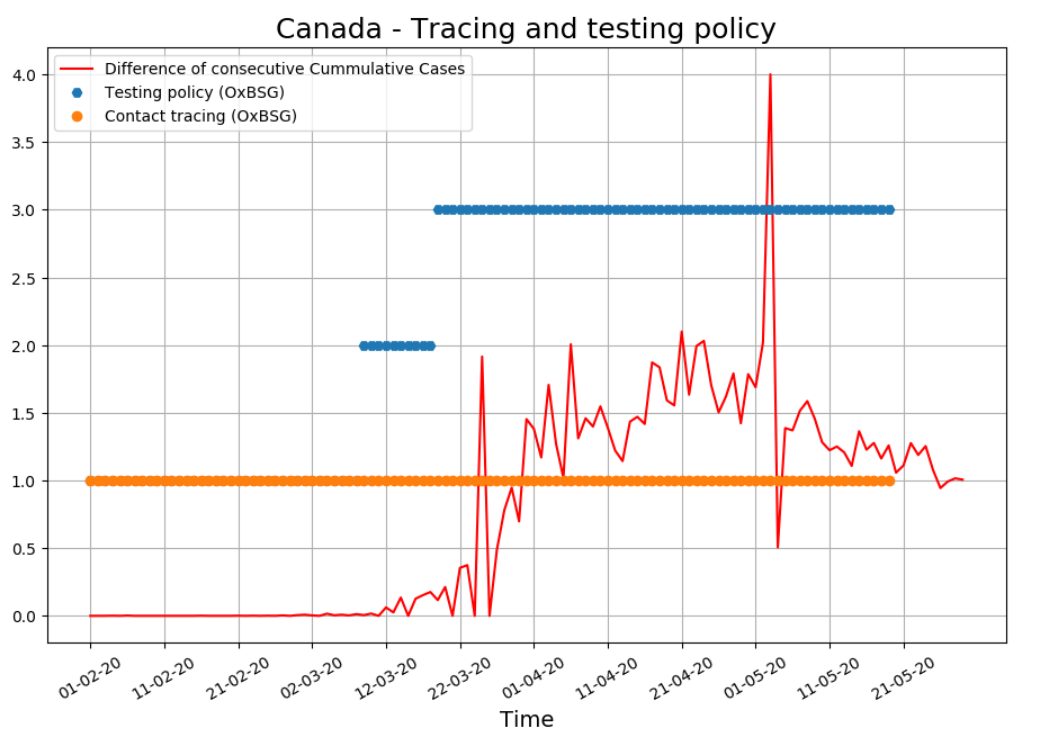 Canada - Tracing and testing policy
Difference of consecutive Cummulative Cases
Testing policy (OxBSG)
Contact tracing (OxBSG)
4.0
3.5
3.0
2.5
2.0
1.5
1.0
0.5
0.0
01-02-20 11-02-20 21-02-20 02-03-20 12-03-20 22-03-20 01-04-20 11-04-20 21-04-20 01-05-20 11-05-20 21-05-20
Time